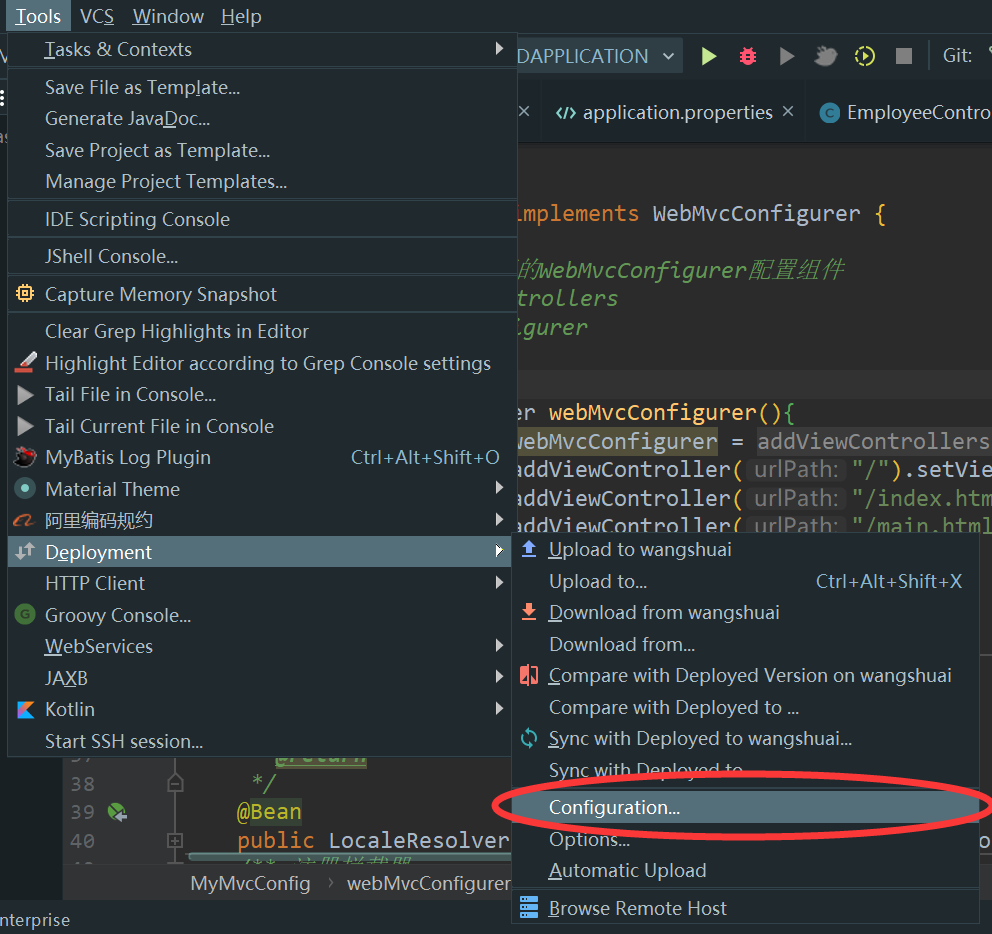 Tools VCS Window Help
Tasks & Contexts
DAPPLICATION
Git:
Save File as Template...
Generate JavaDoc...
application.properties
EmployeeContro
Save Project as Template...
Manage Project Templates...
IDE Scripting Console
implements WebMvcConfigurer {
JShell Console...
的WebMvcConfigurer配置组件
Capture Memory Snapshot
trollers
Clear Grep Highlights in Editor
igurer
Highlight Editor according to Grep Console settings
Tail File in Console...
Tail Current File in Console
er webMvcConfigurer(){
webMvcConfigurer = addViewControllers
MyBatis Log Plugin Ctrl+Alt+Shift+O
addViewController( urlPath: "/").setVie
Material Theme
addViewController( urlPath: "/index.htm
阿里编码规约
addViewController( urlPath: "/main.html
Deployment
HTTP Client
Groovy Console...
WebServices
JAXB
Kotlin
Start SSH session...
Upload to wangshuai
Upload to... Ctrl+Alt+Shift+X
Download from wangshuai
Download from...
Compare with Deployed Version on wangshuai
Compare with Deployed to ...
Sync with Deployed to wangshuai...
Sync with Deployed to
Configuration...
Options...
Automatic Upload
Browse Remote Host
37 @return
38 */
39 @Bean
40 public LocaleResolver
/** 注册拦截器
MyMvcConfig › webMvcConfigurer
nterprise